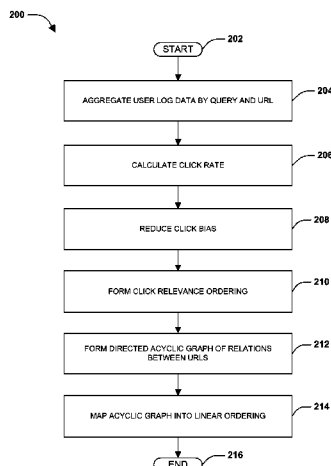 200
START
202
AGGREGATE USER LOG DATA BY QUERY AND URL
204
CALCULATE CLICK RATE
206
REDUCE CLICK BIAS
208
FORM CLICK RELEVANCE ORDERING
210
FORM DIRECTED ACYCLIC GRAPH OF RELATIONS
BETWEEN URLS
212
MAP ACYCLIC GRAPH INTO LINEAR ORDERING
214
END
216